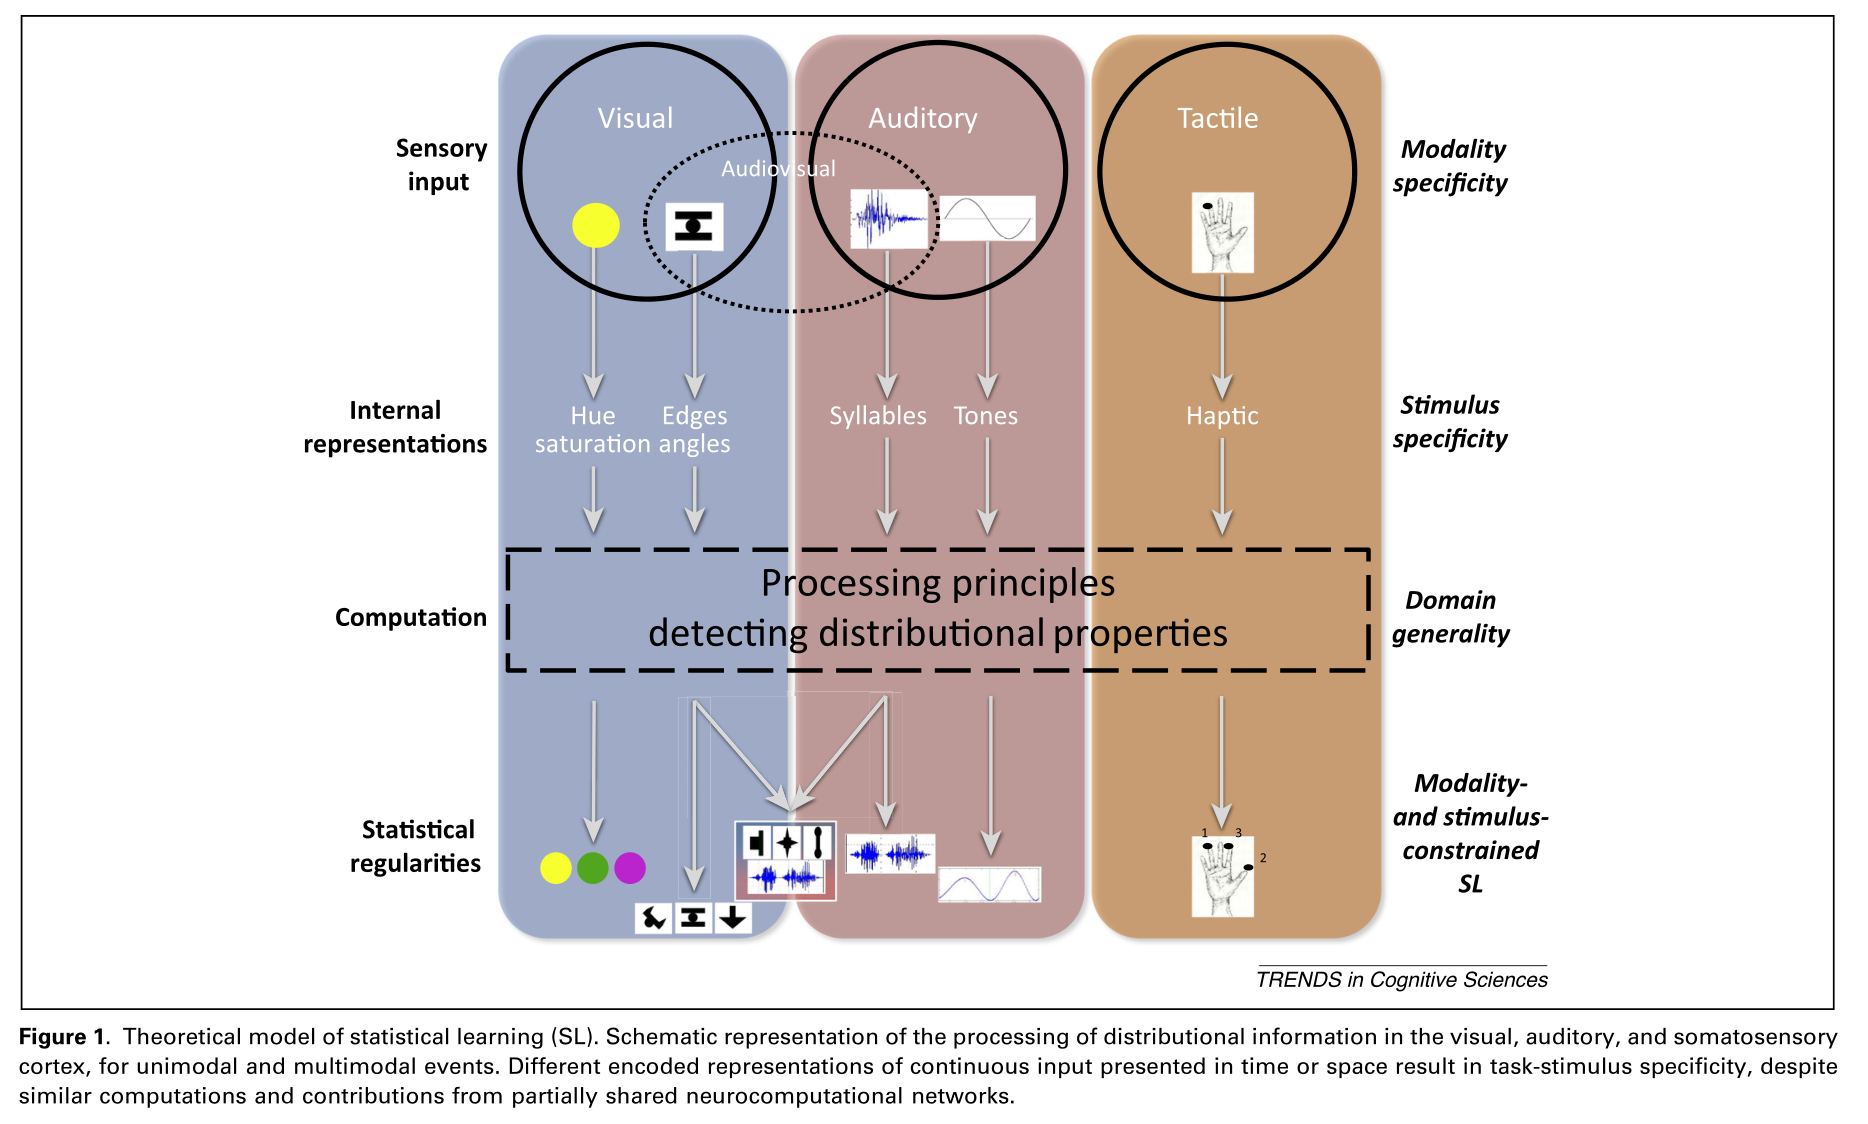 Visual
Auditory
Tactile
Audiovisual
Sensory
input
Modality
specificity
Internal
representations
Hue
saturation
Edges
angles
Syllables
Tones
Haptic
Stimulus
specificity
Computation
Processing principles
detecting distributional properties
Domain
generality
Statistical
regularities
1
3
2
Modality-
and stimulus-
constrained
SL
TRENDS in Cognitive Sciences
Figure 1. Theoretical model of statistical learning (SL). Schematic representation of the processing of distributional information in the visual, auditory, and somatosensory
cortex, for unimodal and multimodal events. Different encoded representations of continuous input presented in time or space result in task-stimulus specificity, despite
similar computations and contributions from partially shared neurocomputational networks.